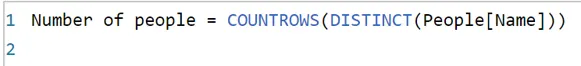 1 Number of people = COUNTROWS(DISTINCT(People[Name]))
2